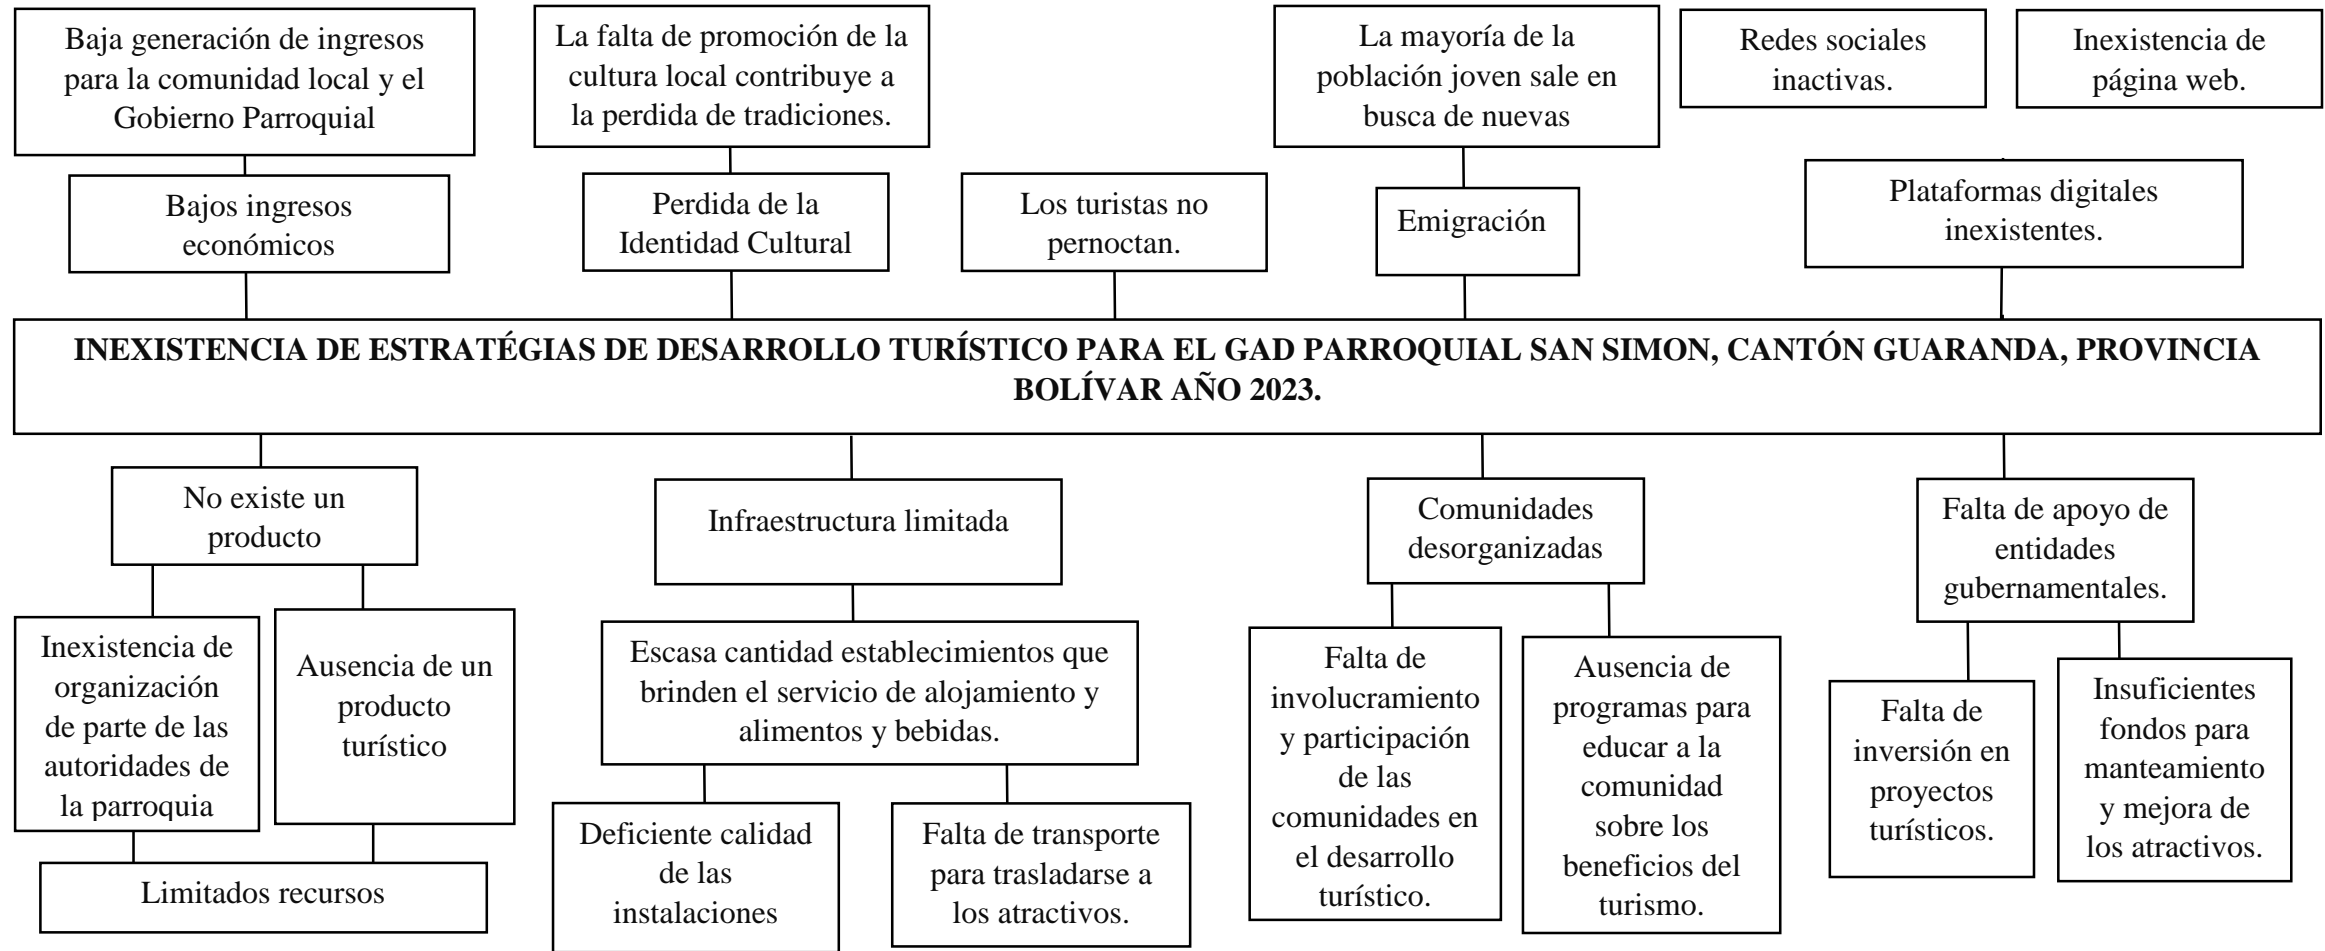 Baja generación de ingresos
para la comunidad local y el
Gobierno Parroquial
La falta de promoción de la
cultura local contribuye a
la perdida de tradiciones.
La mayoría de la
población joven sale en
busca de nuevas
Redes sociales
inactivas.
Inexistencia de
página web.
Bajos ingresos
económicos
Perdida de la
Identidad Cultural
Los turistas no
pernoctan.
Emigración
Plataformas digitales
inexistentes.
INEXISTENCIA DE ESTRATÉGIAS DE DESARROLLO TURÍSTICO PARA EL GAD PARROQUIAL SAN SIMON, CANTÓN GUARANDA, PROVINCIA
BOLÍVAR AÑO 2023.
No existe un
producto
Infraestructura limitada
Comunidades
desorganizadas
Falta de apoyo de
entidades
gubernamentales.
Inexistencia de
organización
de parte de las
autoridades de
la parroquia
Ausencia de un
producto
turístico
Escasa cantidad establecimientos que
brinden el servicio de alojamiento y
alimentos y bebidas.
Falta de
involucramiento
y participación
de las
comunidades en
el desarrollo
turístico.
Ausencia de
programas para
educar a la
comunidad
sobre los
beneficios del
turismo.
Falta de
inversión en
proyectos
turísticos.
Insuficientes
fondos para
manteamiento
y mejora de
los atractivos.
Limitados recursos
Deficiente calidad
de las
instalaciones
Falta de transporte
para trasladarse a
los atractivos.